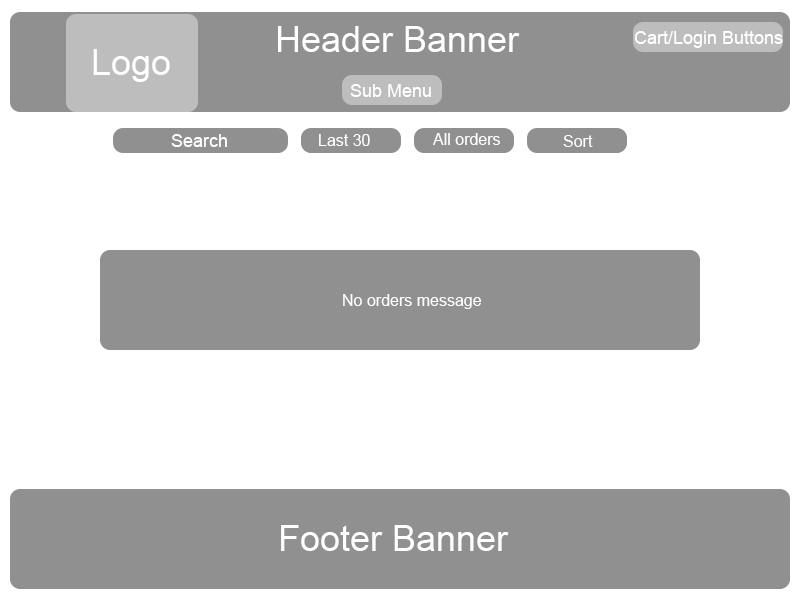 Logo
Header Banner
Cart/Login Buttons
Sub Menu
Search
Last 30
All orders
Sort
No orders message
Footer Banner